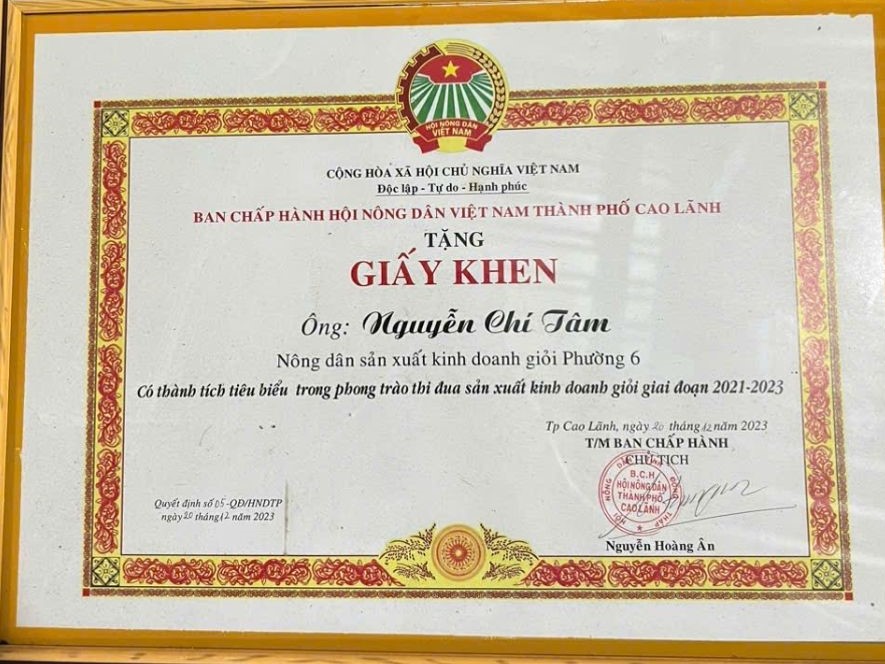 HỘI NÔNG DÂN
VIỆT NAM
CỘNG HÒA XÃ HỘI CHỦ NGHĨA VIỆT NAM
Độc lập - Tự do - Hạnh phúc
BAN CHẤP HÀNH HỘI NÔNG DÂN VIỆT NAM THÀNH PHỐ CAO LÃNH
TẶNG
GIẤY KHEN
Ông: Nguyễn Chí Tâm
Nông dân sản xuất kinh doanh giỏi Phường 6
Có thành tích tiêu biểu trong phong trào thi đua sản xuất kinh doanh giỏi giai đoạn 2021-2023
Tp Cao Lãnh, ngày 20 tháng 12 năm 2023
T/M BAN CHẤP HÀNH
CHỦ TỊCH
B.C.H
HỘI NÔNG DÂN
THÀNH PHỐ
CAO LÃNH
Quyết định số 05-QĐ/HNDTP
ngày 20 tháng 12 năm 2023
Nguyễn Hoàng Ân